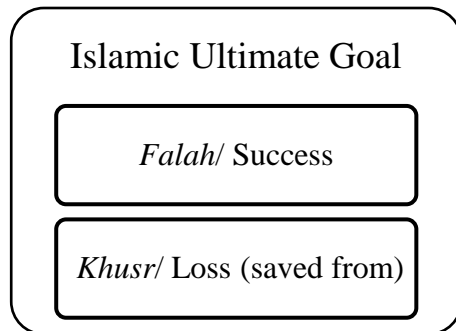 Islamic Ultimate Goal
Falah/ Success
Khusr/ Loss (saved from)